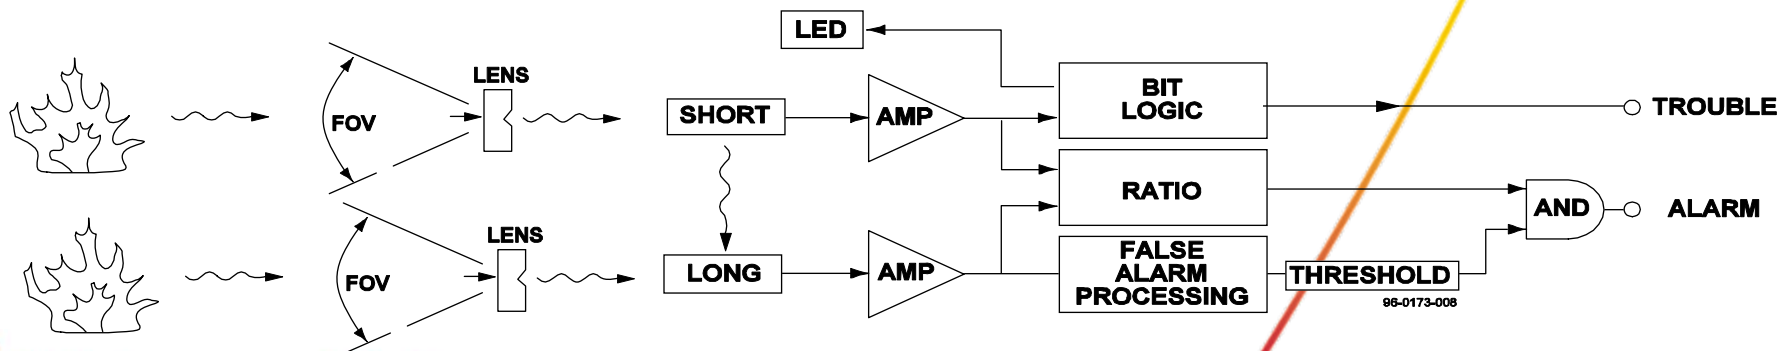 LED
LENS
FOV
SHORT
AMP
BIT
LOGIC
TROUBLE
RATIO
AND
ALARM
LENS
FOV
LONG
AMP
FALSE
ALARM
PROCESSING
THRESHOLD
96-0173-008